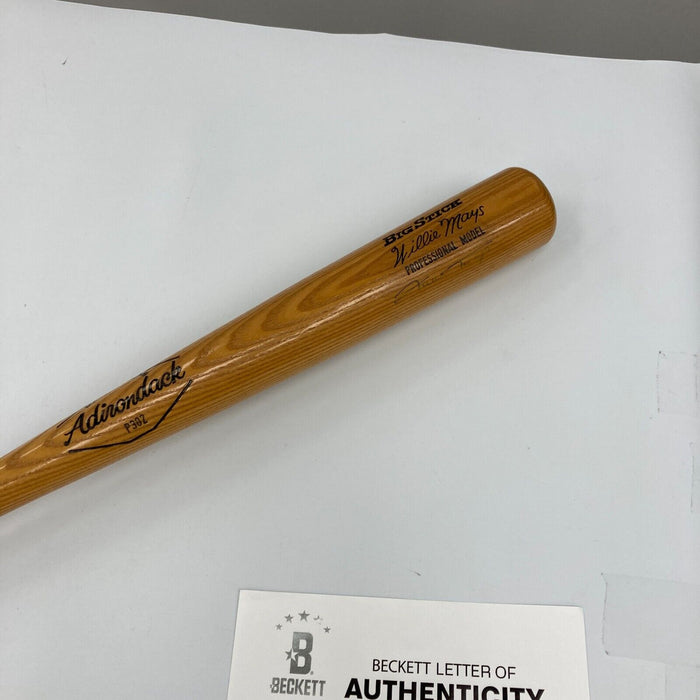 BIG STICK
Willie Mays
PROFESSIONAL MODEL
Adirondack
P302
B
BECKETT
BECKETT LETTER OF
AUTHENTICITY